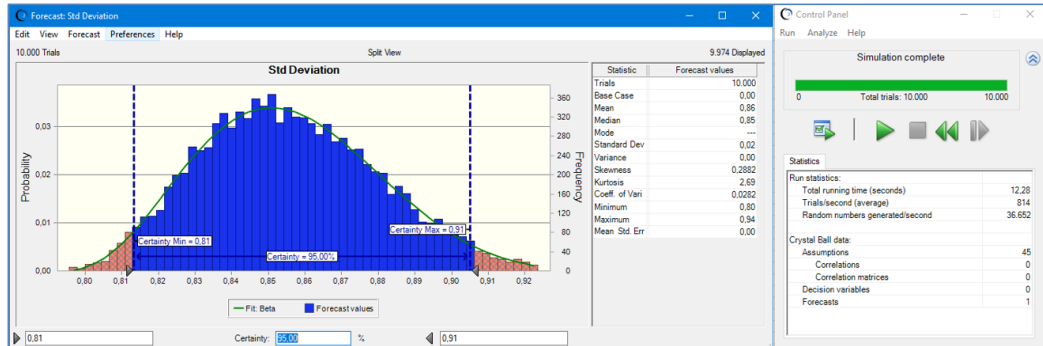 Forecast: Std Deviation
Edit View Forecast Preferences Help
10.000 Trials Split View 9.974 Displayed
Std Deviation
Probability
0,03
0,02
0,01
0,00
0,80 0,81 0,82 0,83 0,84 0,85 0,86 0,87 0,88 0,89 0,90 0,91 0,92
Frequency
360
320
280
240
200
160
120
80
40
0
Certainty Min = 0,81
Certainty Max = 0,91
Certainty = 95,00%
Fit: Beta Forecast values
0,81 Certainty: 95,00 % 0,91
Statistic Forecast values
Trials 10.000
Base Case 0,00
Mean 0,86
Median 0,85
Mode ---
Standard Dev 0,02
Variance 0,00
Skewness 0,2882
Kurtosis 2,69
Coeff. of Vari 0,0282
Minimum 0,80
Maximum 0,94
Mean Std. Err 0,00
Control Panel
Run Analyze Help
Simulation complete
0 Total trials: 10.000 10.000
Statistics
Run statistics:
Total running time (seconds) 12,28
Trials/second (average) 814
Random numbers generated/second 36.652
Crystal Ball data:
Assumptions 45
Correlations 0
Correlation matrices 0
Decision variables 0
Forecasts 1